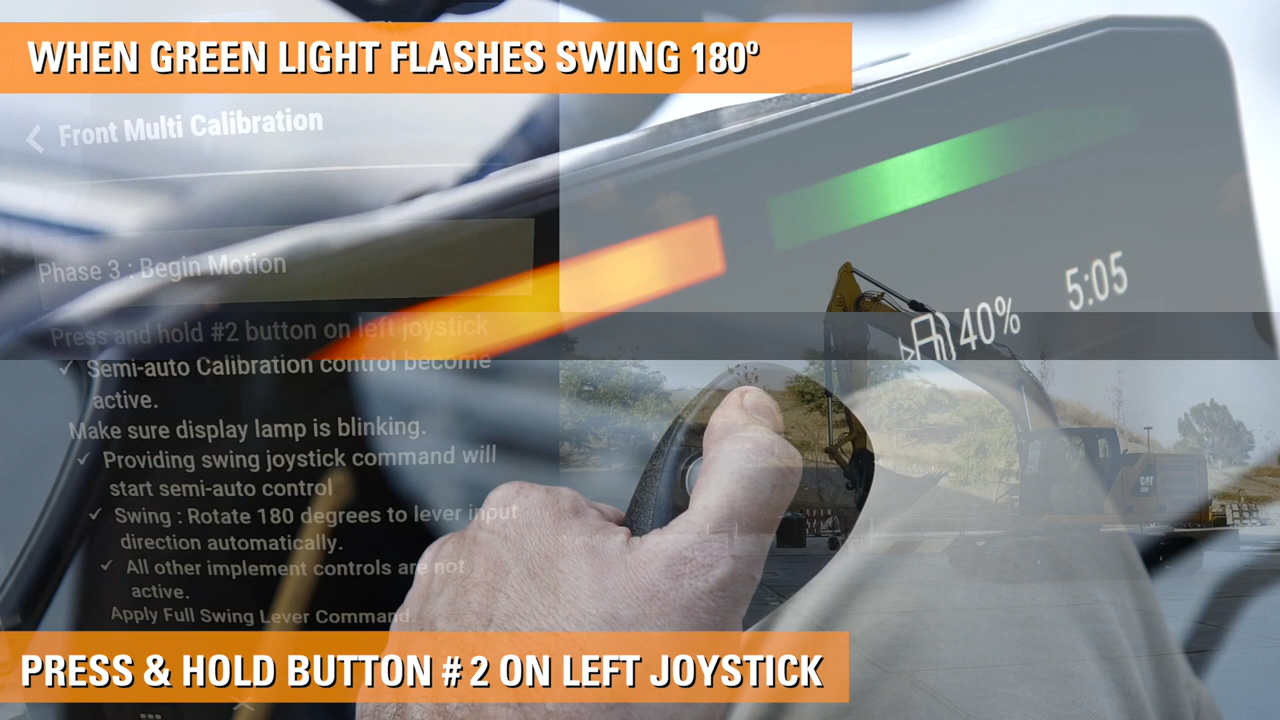 WHEN GREEN LIGHT FLASHES SWING 180º
Front Multi Calibration
Phase 3 : Begin Motion
Press and hold #2 button on left joystick
✓ Semi-auto Calibration control become
active.
Make sure display lamp is blinking.
✓ Providing swing joystick command will
start semi-auto control
✓ Swing : Rotate 180 degrees to lever input
direction automatically.
✓ All other implement controls are not
active.
Apply Full Swing Lever Command.
40%
5:05
CAT
PRESS & HOLD BUTTON # 2 ON LEFT JOYSTICK